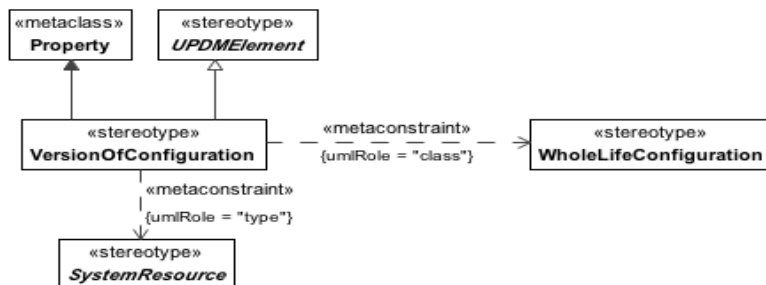 «metaclass»
Property
«stereotype»
UPDMElement
«stereotype»
VersionOfConfiguration
«metaconstraint»
{umlRole = "class"}
«stereotype»
WholeLifeConfiguration
«metaconstraint»
{umlRole = "type"}
«stereotype»
SystemResource